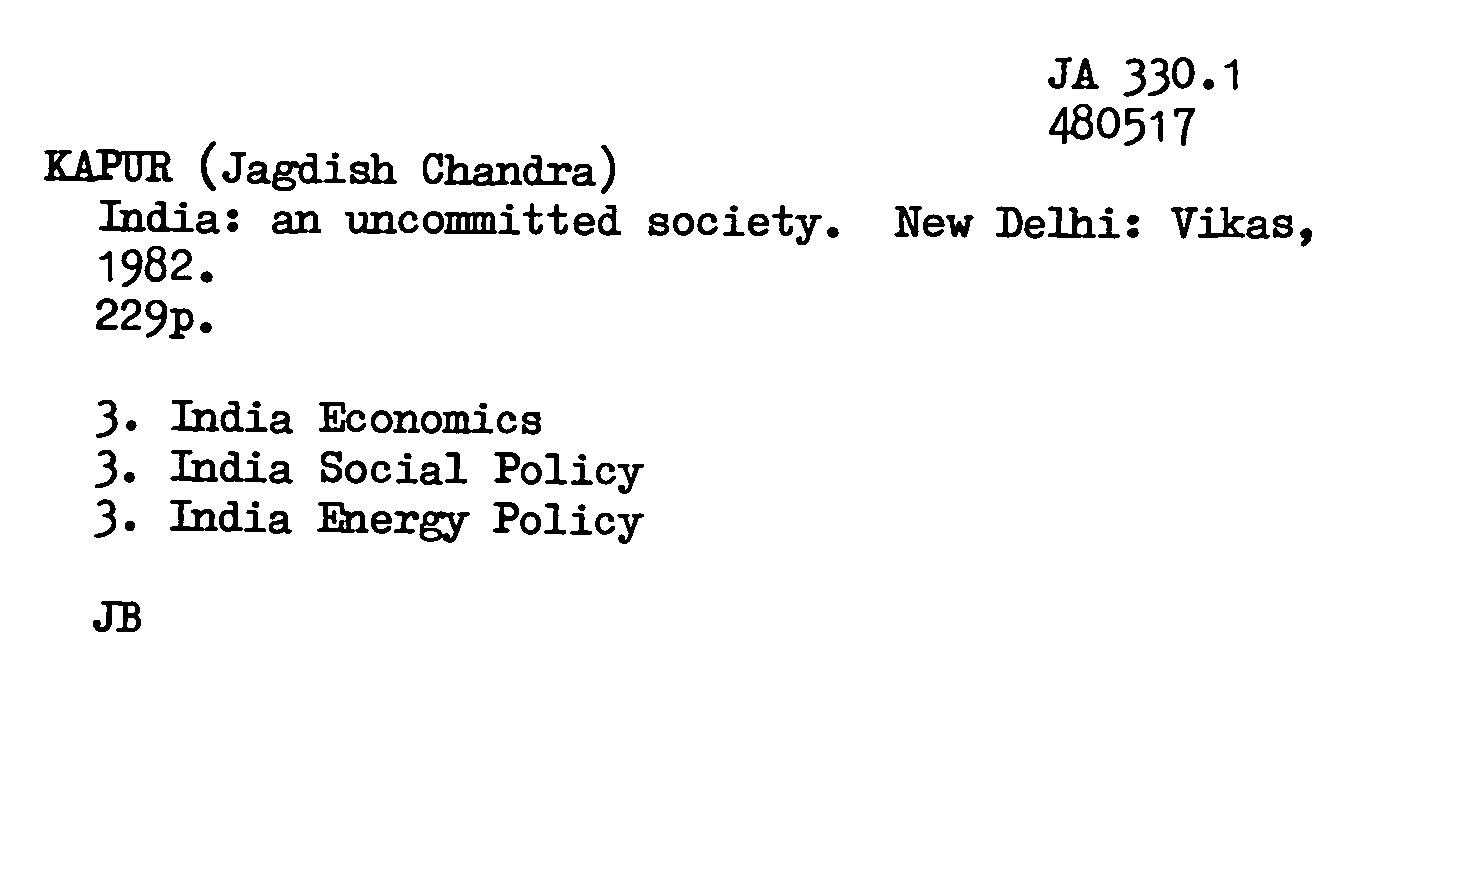 JA 330.1
480517
KAPUR (Jagdish Chandra)
India: an uncommitted society. New Delhi: Vikas,
1982.
229p.
3. India Economics
3. India Social Policy
3. India Energy Policy
JB